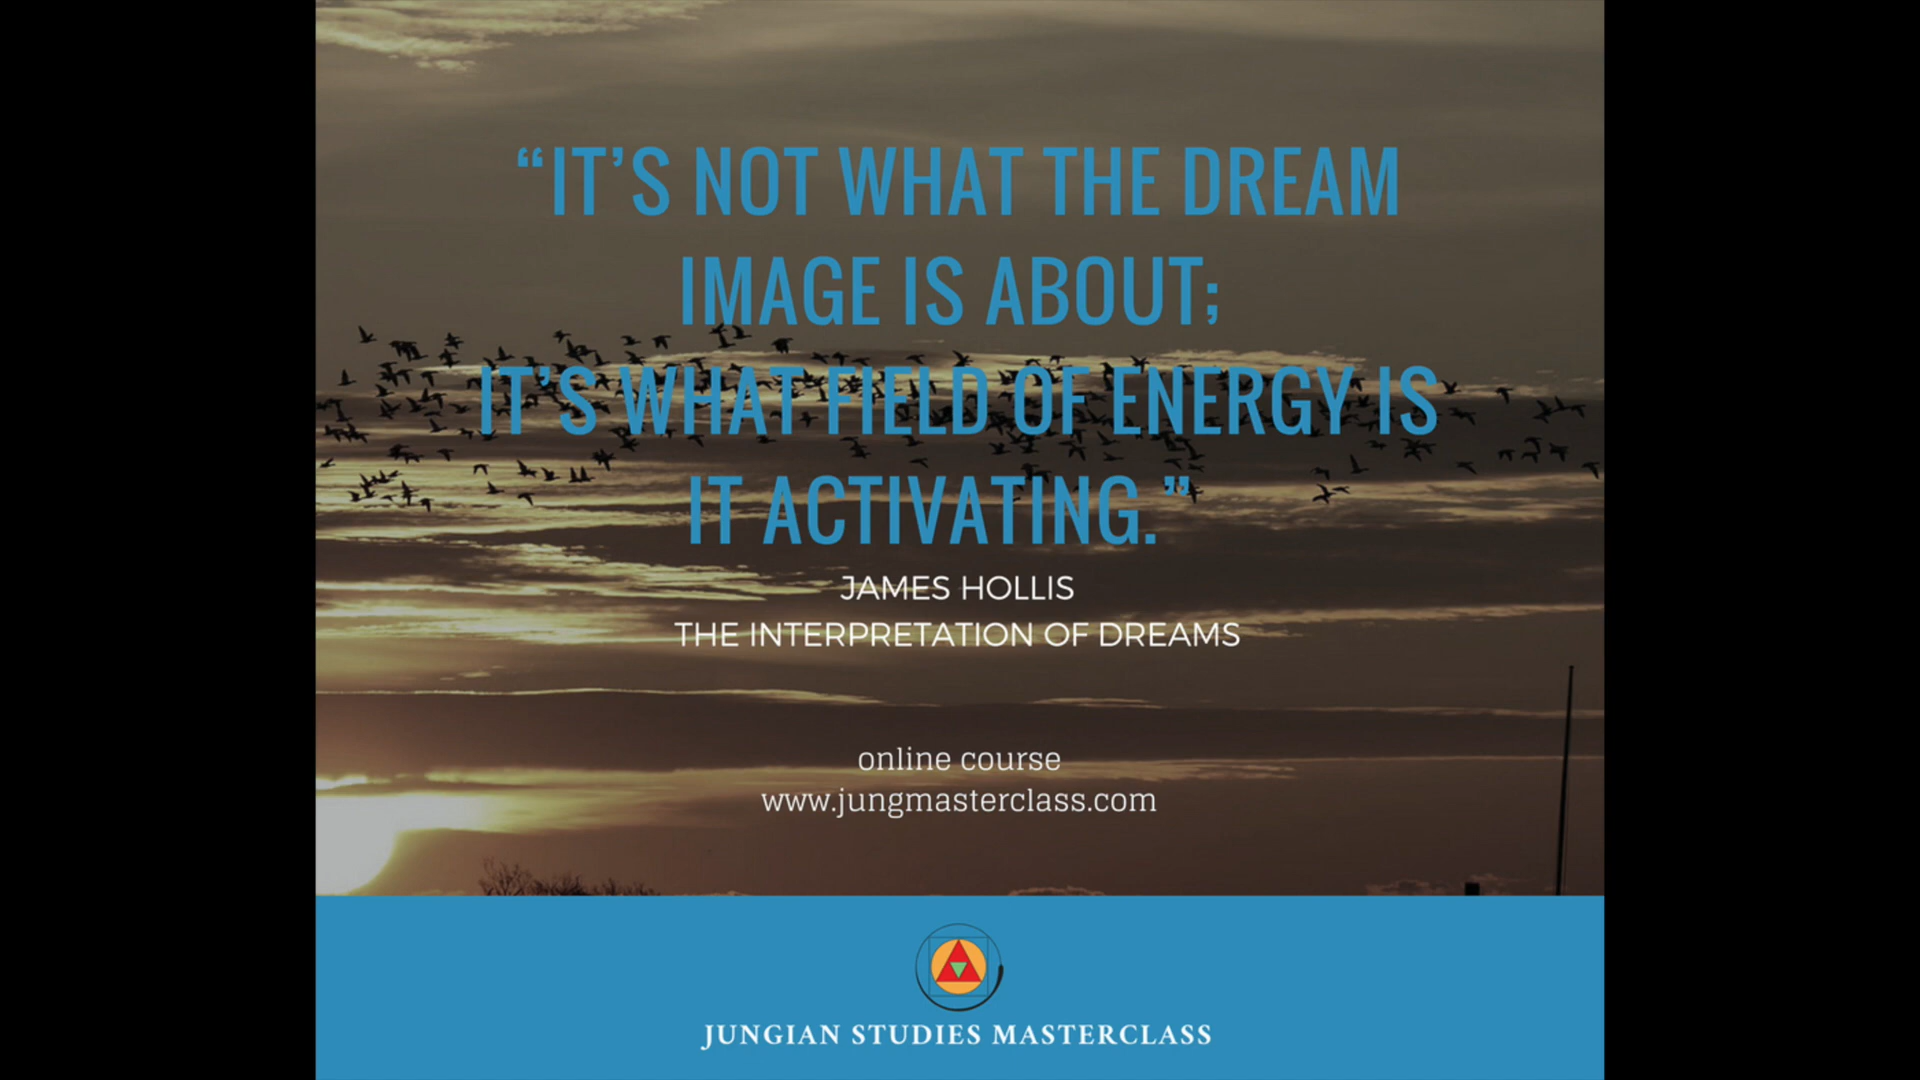 “IT’S NOT WHAT THE DREAM
IMAGE IS ABOUT;
IT’S WHAT FIELD OF ENERGY IS
IT ACTIVATING.”
JAMES HOLLIS
THE INTERPRETATION OF DREAMS
online course
www.jungmasterclass.com
JUNGIAN STUDIES MASTERCLASS